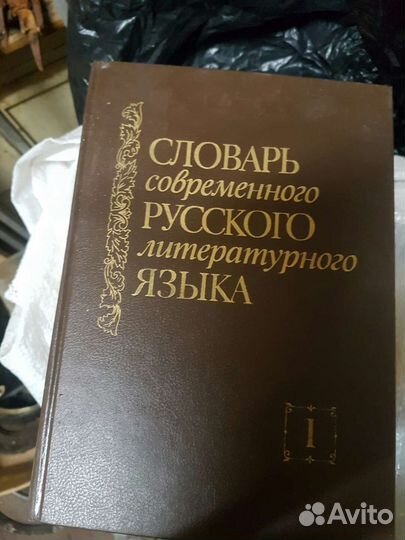 СЛОВАРЬ
современного
РУССКОГО
литературного
ЯЗЫКА
1
Avito